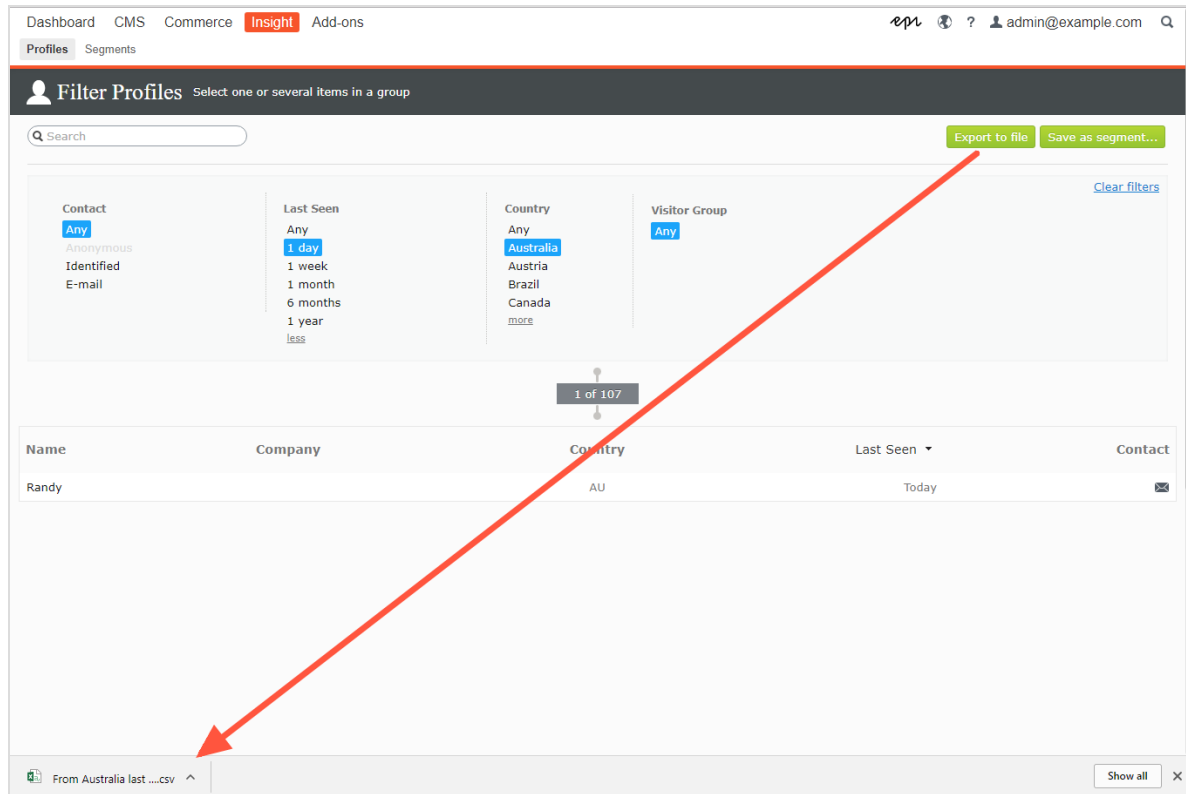 Dashboard CMS Commerce Insight Add-ons epi ? admin@example.com
Profiles Segments
Filter Profiles Select one or several items in a group
Search Export to file Save as segment...
Clear filters
Contact Last Seen Country Visitor Group
Any Any Any Any
Anonymous 1 day Australia
Identified 1 week Austria
E-mail 1 month Brazil
6 months Canada
1 year more
less
1 of 107
Name Company Country Last Seen Contact
Randy AU Today
From Australia last ....csv Show all